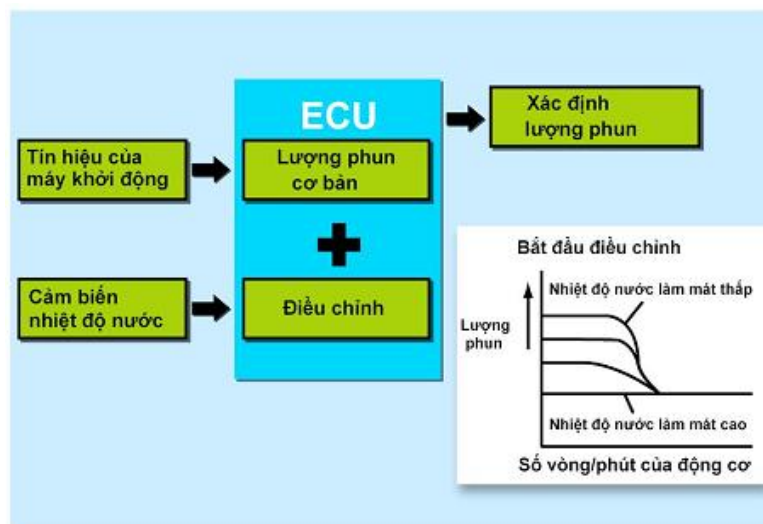 ECU
Xác định
lượng phun
Tín hiệu của
máy khởi động
Lượng phun
cơ bản
Cảm biến
nhiệt độ nước
Điều chỉnh
Bắt đầu điều chỉnh
Nhiệt độ nước làm mát thấp
Lượng
phun
Nhiệt độ nước làm mát cao
Số vòng/phút của động cơ